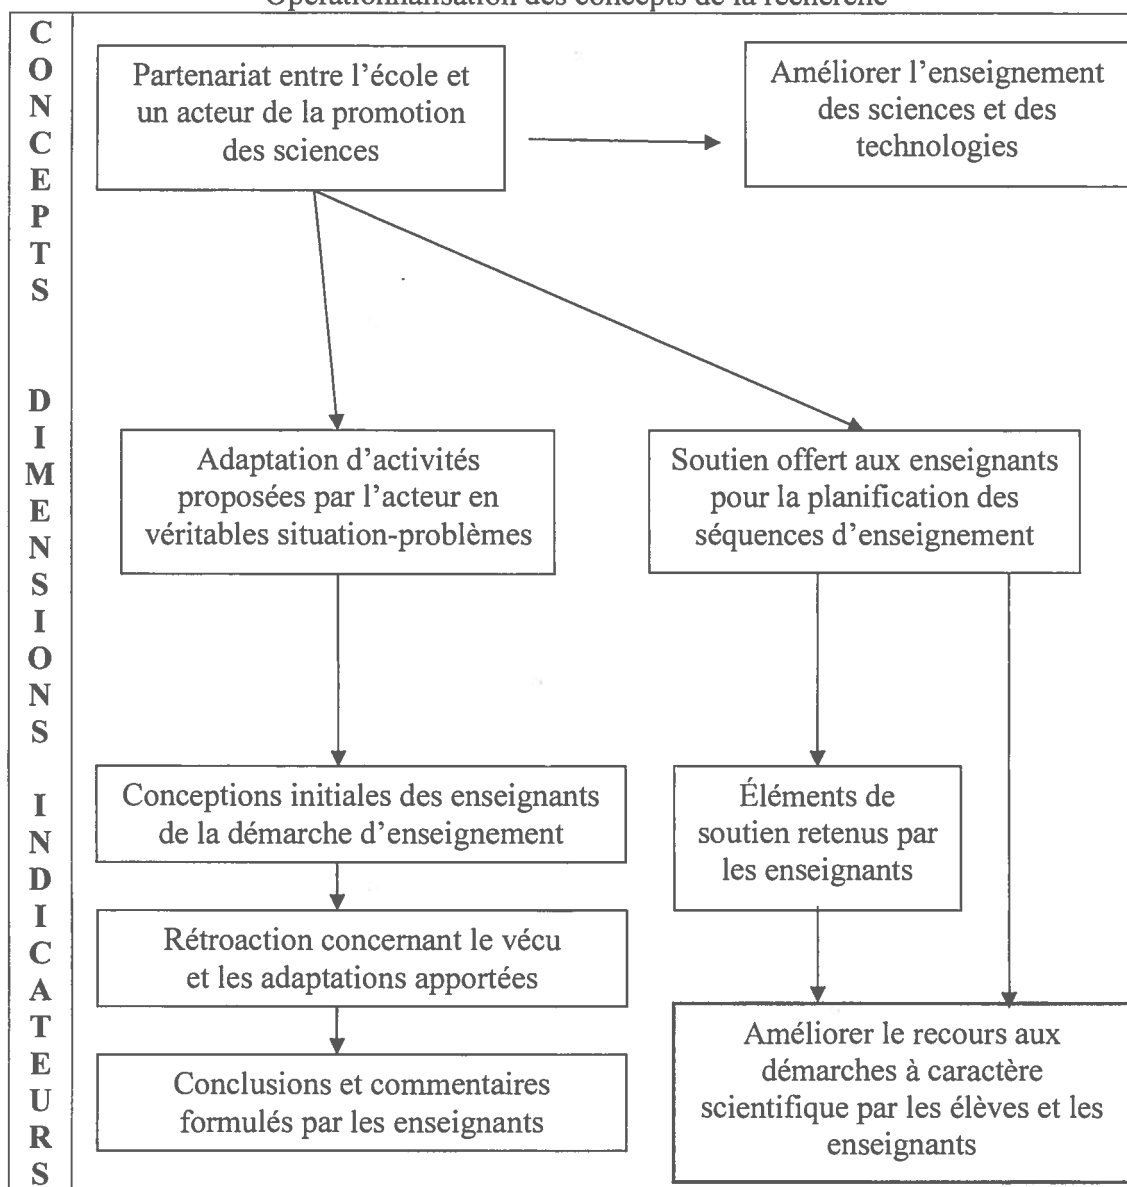 Opérationnalisation des concepts de la recherche
CONCEPTS
DIMENSIONS
INDICATEURS
Partenariat entre l'école et
un acteur de la promotion
des sciences
Améliorer l'enseignement
des sciences et des
technologies
Adaptation d'activités
proposées par l'acteur en
véritables situation-problèmes
Soutien offert aux enseignants
pour la planification des
séquences d'enseignement
Conceptions initiales des enseignants
de la démarche d'enseignement
Éléments de
soutien retenus par
les enseignants
Rétroaction concernant le vécu
et les adaptations apportées
Conclusions et commentaires
formulés par les enseignants
Améliorer le recours aux
démarches à caractère
scientifique par les élèves et les
enseignants